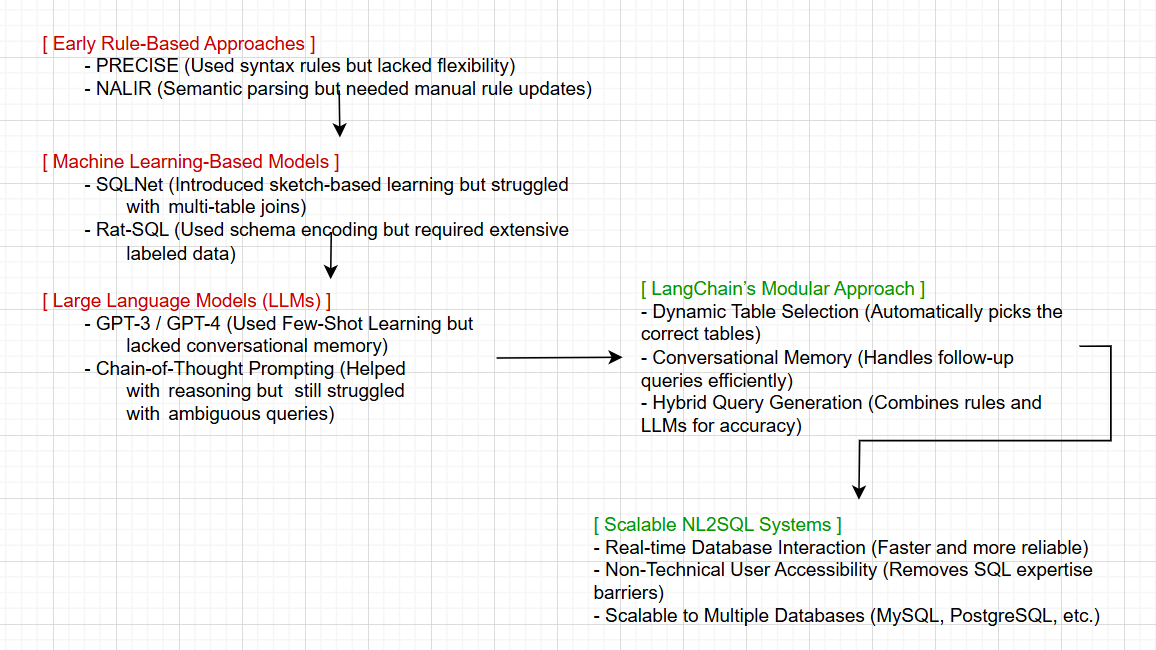 [ Early Rule-Based Approaches ]
- PRECISE (Used syntax rules but lacked flexibility)
- NALIR (Semantic parsing but needed manual rule updates)
[ Machine Learning-Based Models ]
- SQLNet (Introduced sketch-based learning but struggled
with multi-table joins)
- Rat-SQL (Used schema encoding but required extensive
labeled data)
[ Large Language Models (LLMs) ]
- GPT-3 / GPT-4 (Used Few-Shot Learning but
lacked conversational memory)
- Chain-of-Thought Prompting (Helped
with reasoning but still struggled
with ambiguous queries)
[ LangChain’s Modular Approach ]
- Dynamic Table Selection (Automatically picks the
correct tables)
- Conversational Memory (Handles follow-up
queries efficiently)
- Hybrid Query Generation (Combines rules and
LLMs for accuracy)
[ Scalable NL2SQL Systems ]
- Real-time Database Interaction (Faster and more reliable)
- Non-Technical User Accessibility (Removes SQL expertise
barriers)
- Scalable to Multiple Databases (MySQL, PostgreSQL, etc.)